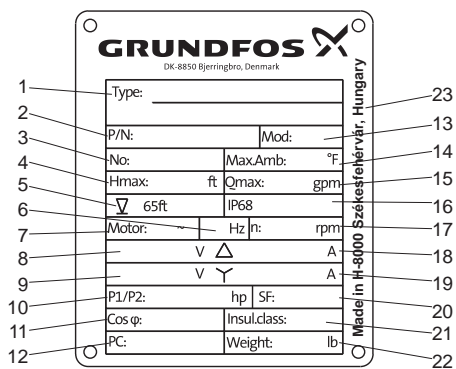 GRUNDFOS
DK-8850 Bjerringbro, Denmark
1 Type:
2 P/N: Mod: 13
3 No: Max.Amb: °F 14
4 Hmax: ft Qmax: gpm 15
5 65ft IP68 16
6
7 Motor: ~ Hz n: rpm 17
8 V △ A 18
9 V Y A 19
10 P1/P2: hp SF: 20
11 Cos φ: Insul.class: 21
12 PC: Weight: lb 22
Made in H-8000 Székesfehérvár, Hungary 23